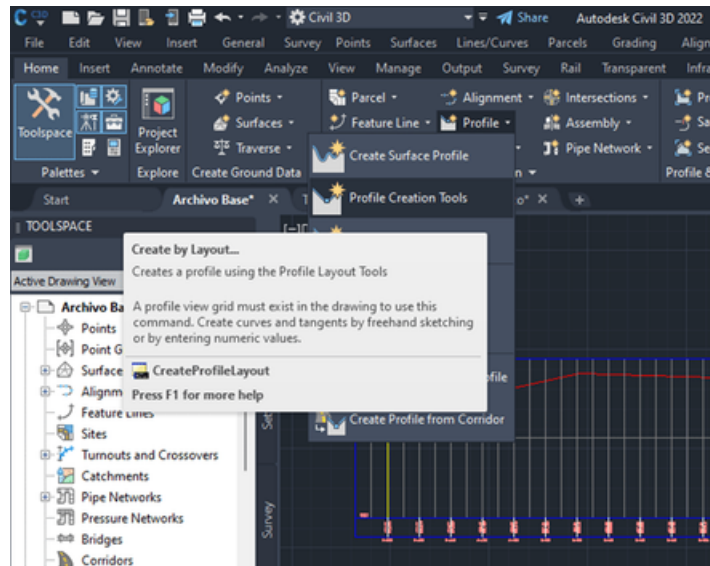 Civil 3D
Share
Autodesk Civil 3D 2022
File Edit View Insert General Survey Points Surfaces Lines/Curves Parcels Grading Align
Home Insert Annotate Modify Analyze View Manage Output Survey Rail Transparent Infra
Toolspace
Project
Explorer
Points
Surfaces
Traverse
Parcel
Feature Line
Alignment
Profile
Intersections
Assembly
Pipe Network
Palettes Explore Create Ground Data
Profile &
Create Surface Profile
Profile Creation Tools
Start
Archivo Base*
TOOLSPACE
Active Drawing View
Create by Layout...
Creates a profile using the Profile Layout Tools
A profile view grid must exist in the drawing to use this
command. Create curves and tangents by freehand sketching
or by entering numeric values.
CreateProfileLayout
Press F1 for more help
Archivo Ba
Points
Point G
Surface
Alignm
Feature Lines
Sites
Turnouts and Crossovers
Catchments
Pipe Networks
Pressure Networks
Bridges
Corridors
ofile
Create Profile from Corridor
Survey